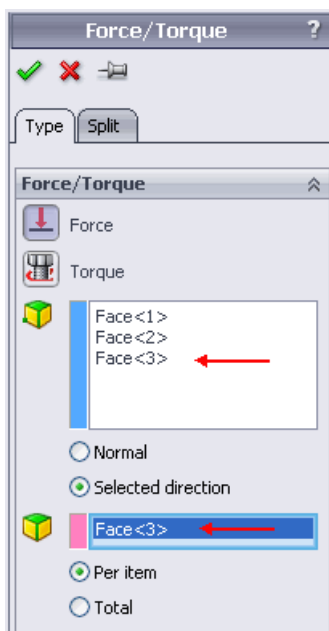 Force/Torque ?
Type Split
Force/Torque
Force
Torque
Face<1>
Face<2>
Face<3>
Normal
Selected direction
Face<3>
Per item
Total